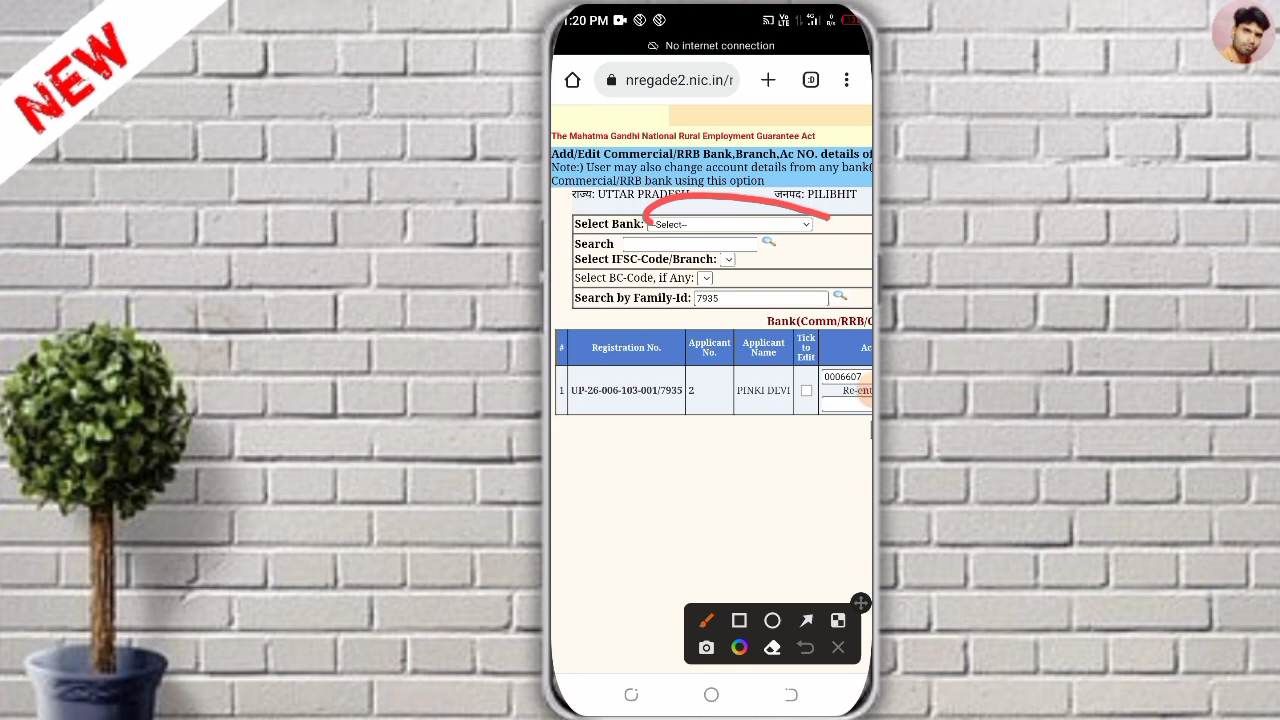 NEW
1:20 PM
No internet connection
nregade2.nic.in/r
The Mahatma Gandhi National Rural Employment Guarantee Act
Add/Edit Commercial/RRB Bank,Branch,Ac NO. details of
Note:) User may also change account details from any bank(
Commercial/RRB bank using this option
राज्य: UTTAR PRADESH जनपद: PILIBHIT
Select Bank: --Select--
Search
Select IFSC-Code/Branch:
Select BC-Code, if Any:
Search by Family-Id: 7935
Bank(Comm/RRB/
# Registration No. Applicant No. Applicant Name Tick to Edit Ac
1 UP-26-006-103-001/7935 2 PINKI DEVI 0006607
Re-ent